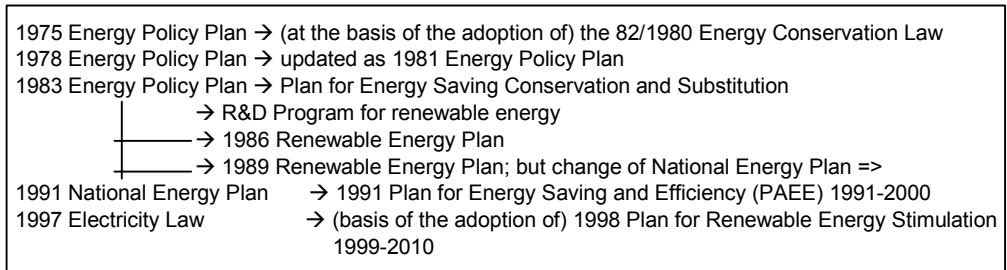 1975 Energy Policy Plan → (at the basis of the adoption of) the 82/1980 Energy Conservation Law
1978 Energy Policy Plan → updated as 1981 Energy Policy Plan
1983 Energy Policy Plan → Plan for Energy Saving Conservation and Substitution
→ R&D Program for renewable energy
→ 1986 Renewable Energy Plan
→ 1989 Renewable Energy Plan; but change of National Energy Plan =>
1991 National Energy Plan → 1991 Plan for Energy Saving and Efficiency (PAEE) 1991-2000
1997 Electricity Law → (basis of the adoption of) 1998 Plan for Renewable Energy Stimulation
1999-2010